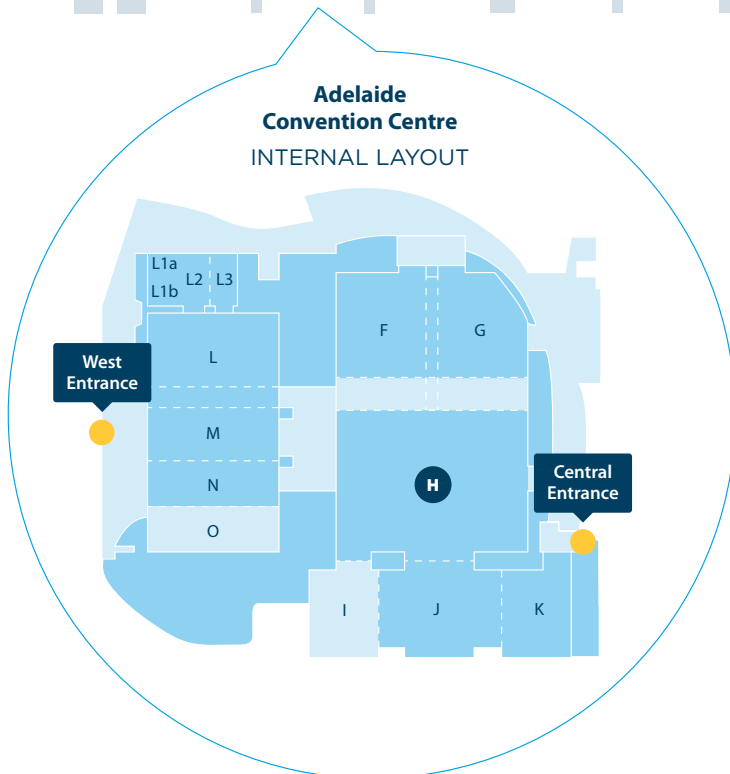 Adelaide
Convention Centre
INTERNAL LAYOUT
L1a
L1b
L2
L3
F
G
L
West
Entrance
M
N
H
Central
Entrance
O
I
J
K